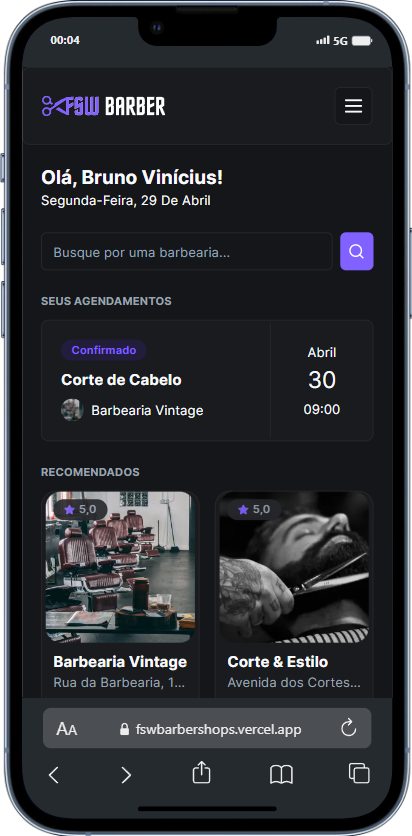 00:04
5G
FSW BARBER
Olá, Bruno Vinícius!
Segunda-Feira, 29 De Abril
Busque por uma barbearia...
SEUS AGENDAMENTOS
Confirmado
Corte de Cabelo
Barbearia Vintage
Abril
30
09:00
RECOMENDADOS
5,0
5,0
Barbearia Vintage
Corte & Estilo
Rua da Barbearia, 1...
Avenida dos Cortes...
AA
fswbarbershops.vercel.app